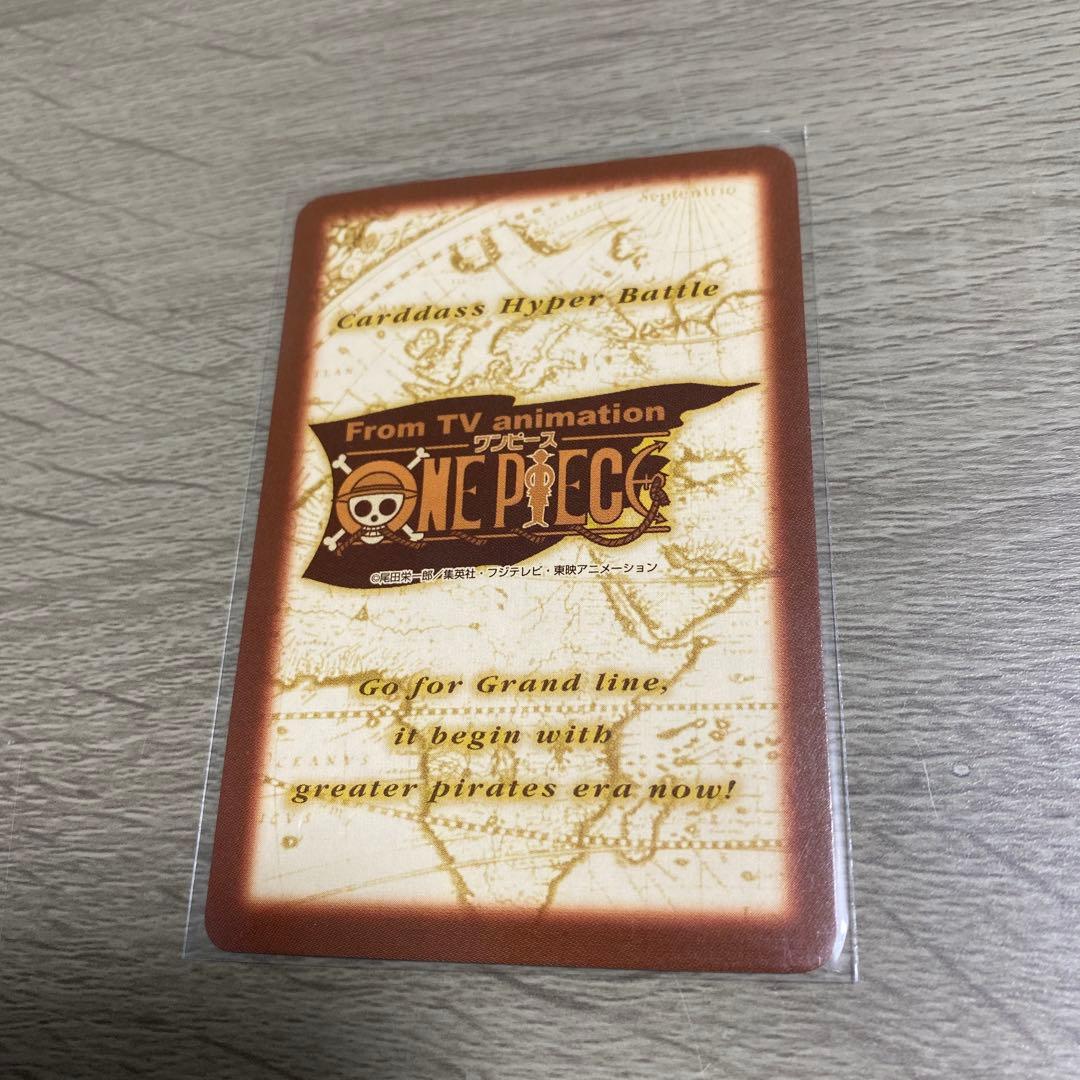 Septentrio
Carddass Hyper Battle
From TV animation
ワンピース
ONE PIECE
©尾田栄一郎/集英社・フジテレビ・東映アニメーション
Go for Grand line,
it begin with
CEANVS
greater pirates era now!